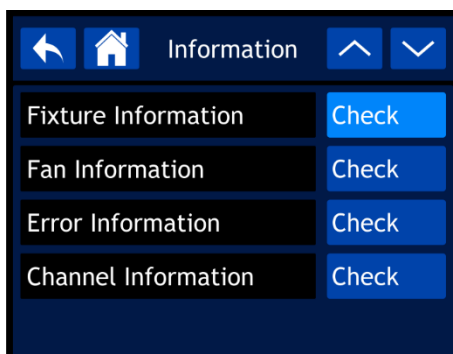 Information
Fixture Information Check
Fan Information Check
Error Information Check
Channel Information Check